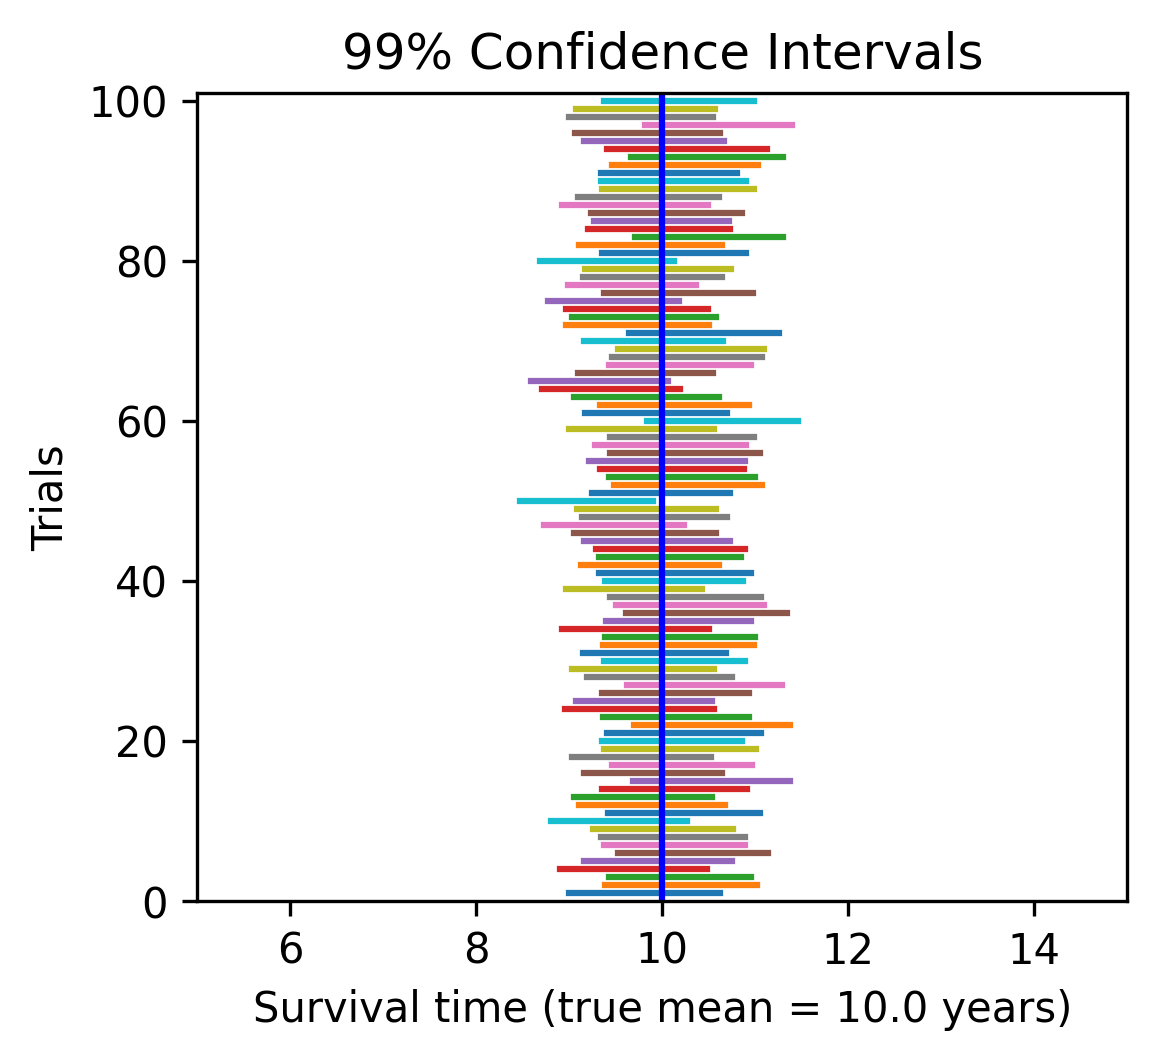 99% Confidence Intervals
100
80
60
40
20
0
Trials
6 8 10 12 14
Survival time (true mean = 10.0 years)